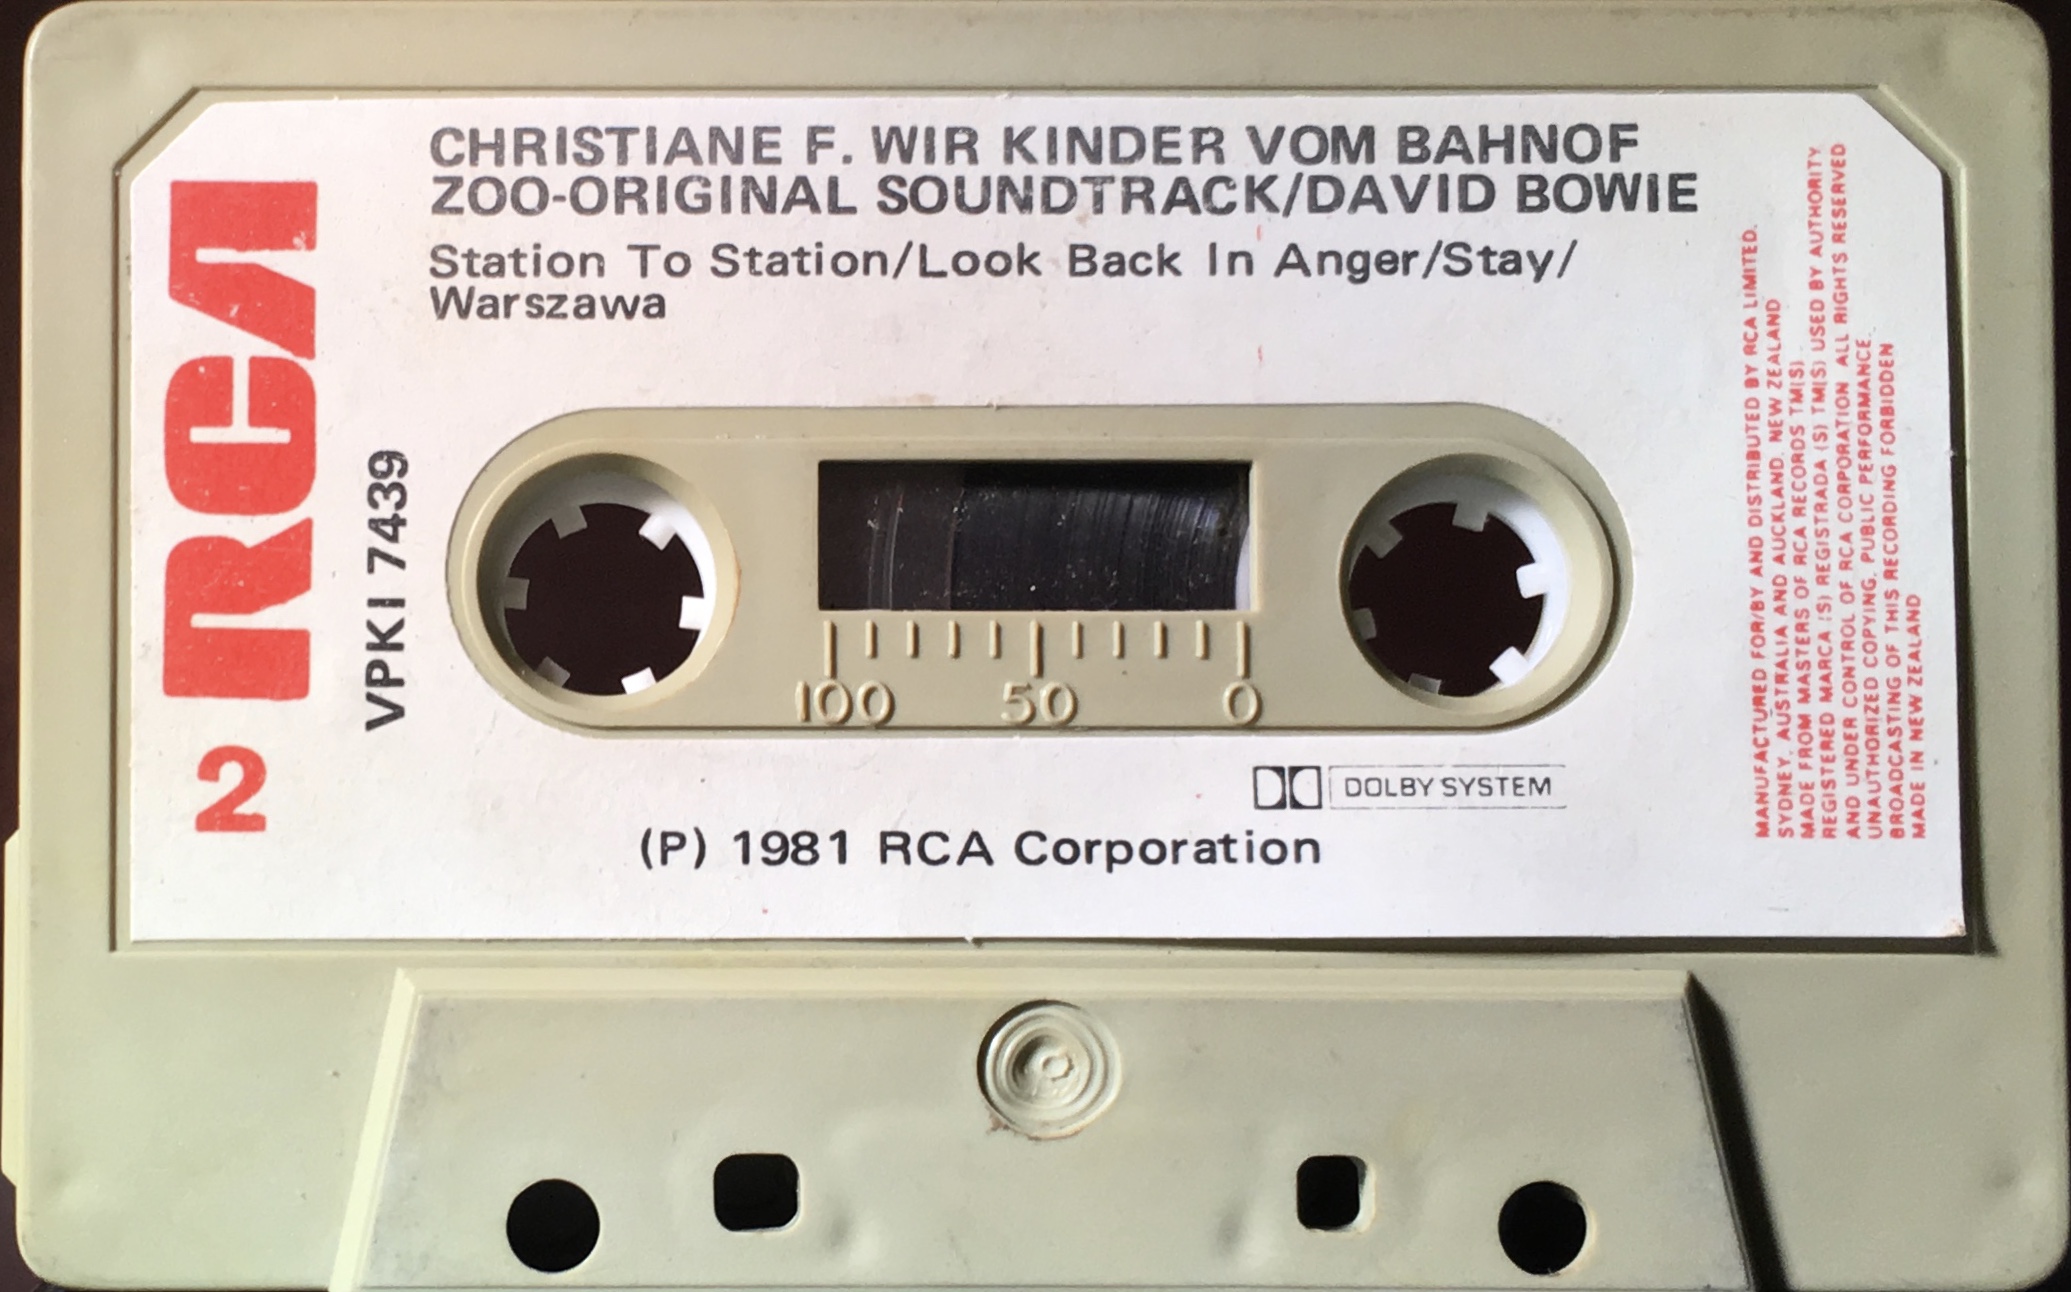 CHRISTIANE F. WIR KINDER VOM BAHNOF
ZOO-ORIGINAL SOUNDTRACK/DAVID BOWIE
Station To Station/Look Back In Anger/Stay/
Warszawa
RCA
2
VPKI 7439
100 50 0
DOLBY SYSTEM
(P) 1981 RCA Corporation
MANUFACTURED FOR/BY AND DISTRIBUTED BY RCA LIMITED.
SYDNEY, AUSTRALIA AND AUCKLAND, NEW ZEALAND
MADE FROM MASTERS OF RCA RECORDS TM(S)
REGISTERED MARCA (S) REGISTRADA (S) TM(S) USED BY AUTHORITY
AND UNDER CONTROL OF RCA CORPORATION. ALL RIGHTS RESERVED
UNAUTHORIZED COPYING, PUBLIC PERFORMANCE.
BROADCASTING OF THIS RECORDING FORBIDDEN
MADE IN NEW ZEALAND